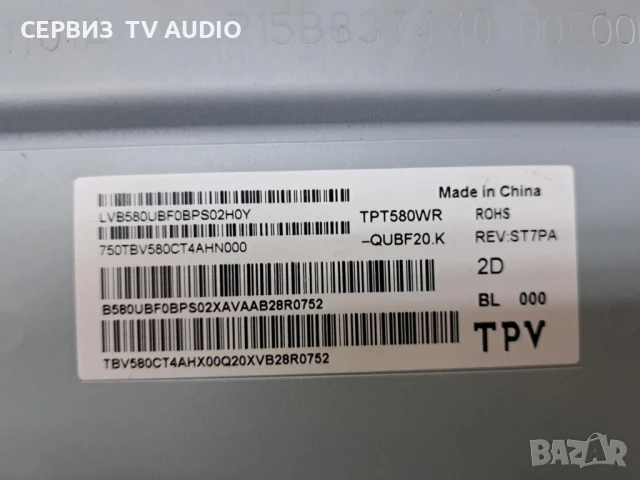 СЕРВИЗ TV AUDIO
LVB580UBF0BPS02H0Y
750TBV580CT4AHN000
TPT580WR
-QUBF20.K
Made in China
ROHS
REV:ST7PA
2D
BL 000
B580UBF0BPS02XAVAAB28R0752
TBV580CT4AHX00Q20XVB28R0752
TPV
BAZAR